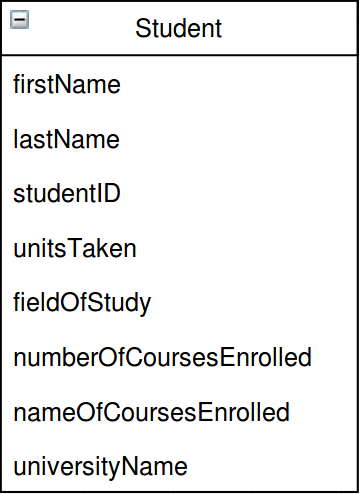 Student
firstName
lastName
studentID
unitsTaken
fieldOfStudy
numberOfCoursesEnrolled
nameOfCoursesEnrolled
universityName